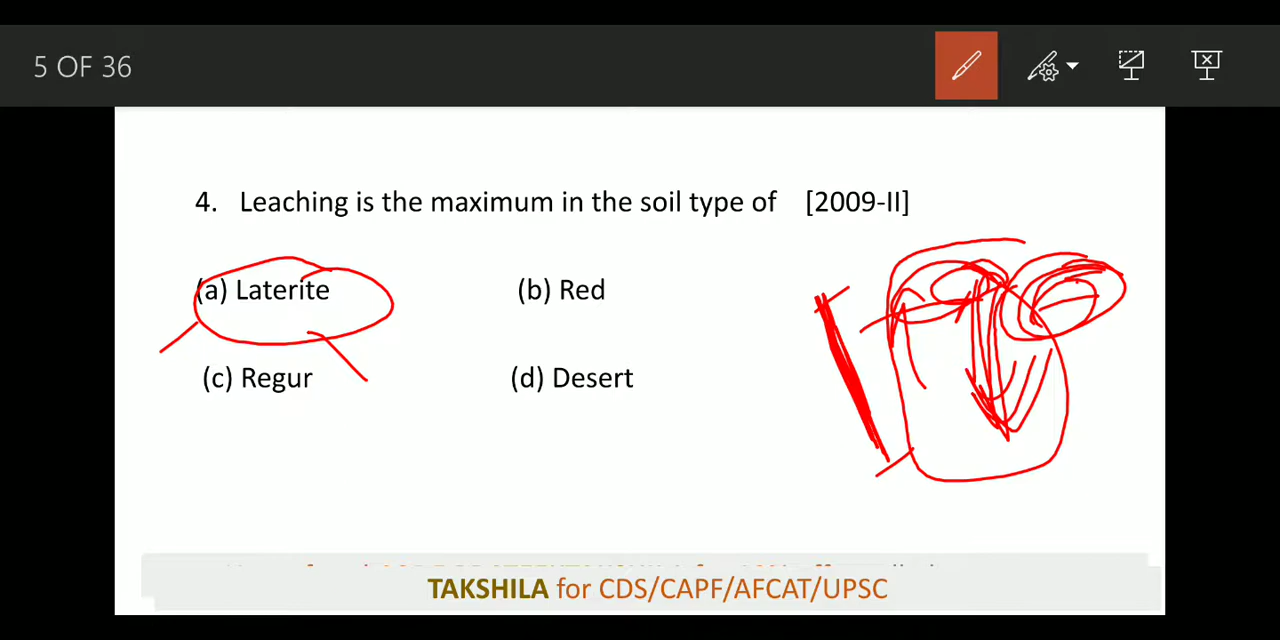 5 OF 36
4. Leaching is the maximum in the soil type of [2009-II]
(a) Laterite (b) Red
(c) Regur (d) Desert
TAKSHILA for CDS/CAPF/AFCAT/UPSC